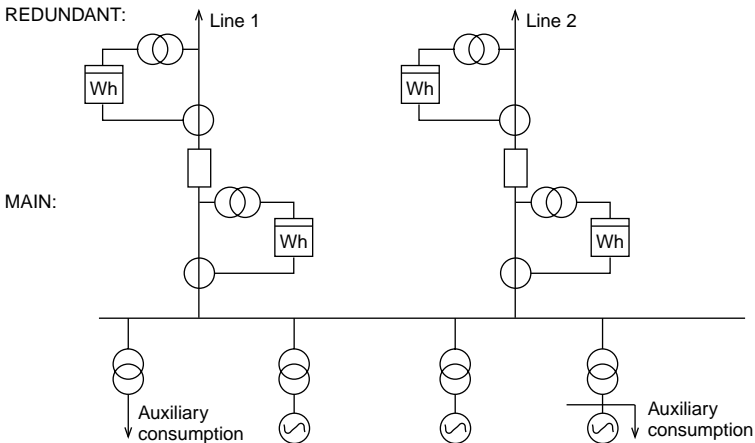 REDUNDANT:
Line 1
Line 2
Wh
Wh
MAIN:
Wh
Wh
Auxiliary
consumption
Auxiliary
consumption